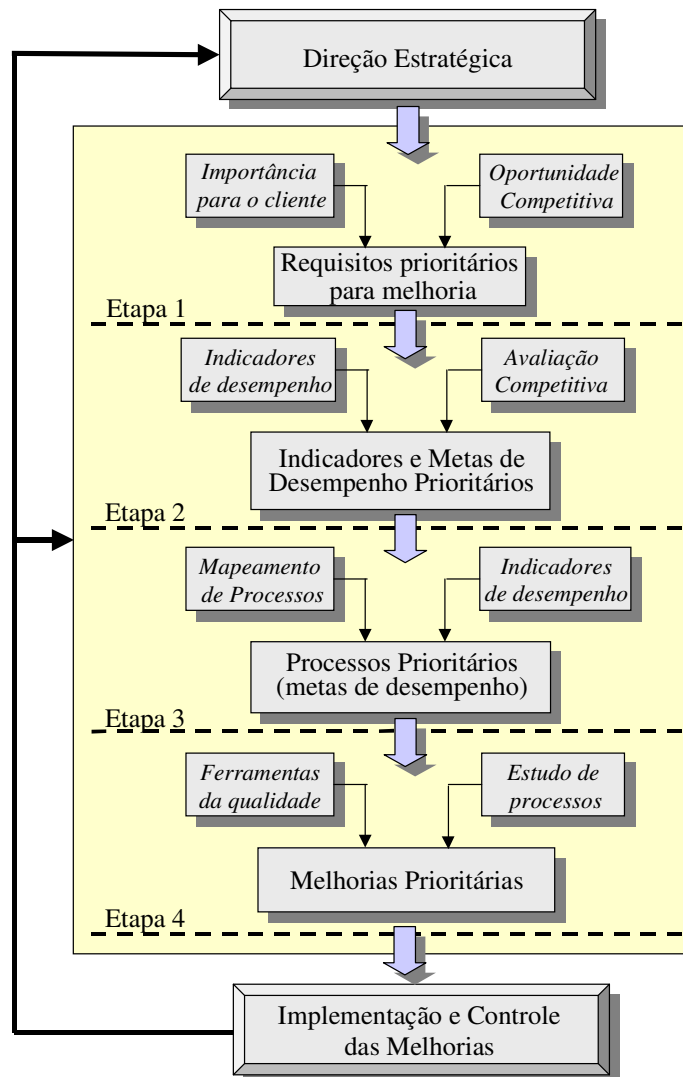 Direção Estratégica
Importância
para o cliente
Oportunidade
Competitiva
Requisitos prioritários
para melhoria
Etapa 1
Indicadores
de desempenho
Avaliação
Competitiva
Indicadores e Metas de
Desempenho Prioritários
Etapa 2
Mapeamento
de Processos
Indicadores
de desempenho
Processos Prioritários
(metas de desempenho)
Etapa 3
Ferramentas
da qualidade
Estudo de
processos
Melhorias Prioritárias
Etapa 4
Implementação e Controle
das Melhorias